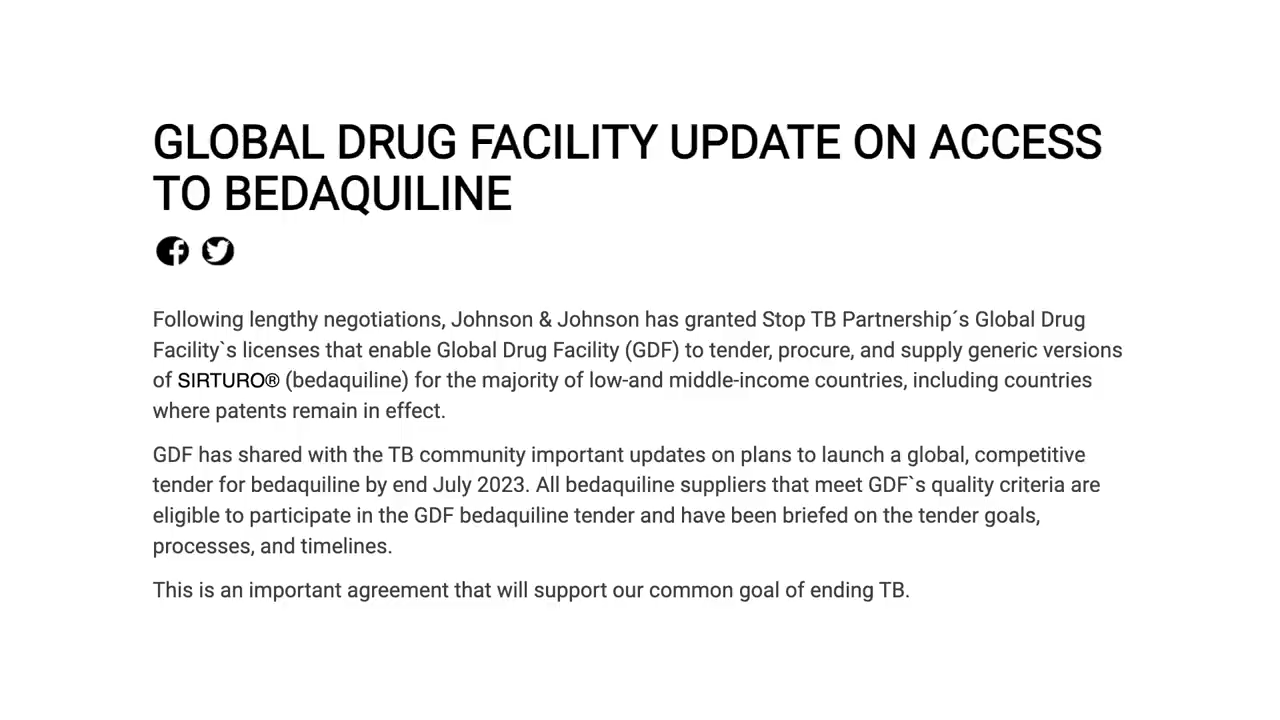 GLOBAL DRUG FACILITY UPDATE ON ACCESS
TO BEDAQUILINE
Following lengthy negotiations, Johnson & Johnson has granted Stop TB Partnership´s Global Drug
Facility`s licenses that enable Global Drug Facility (GDF) to tender, procure, and supply generic versions
of SIRTURO® (bedaquiline) for the majority of low-and middle-income countries, including countries
where patents remain in effect.
GDF has shared with the TB community important updates on plans to launch a global, competitive
tender for bedaquiline by end July 2023. All bedaquiline suppliers that meet GDF`s quality criteria are
eligible to participate in the GDF bedaquiline tender and have been briefed on the tender goals,
processes, and timelines.
This is an important agreement that will support our common goal of ending TB.